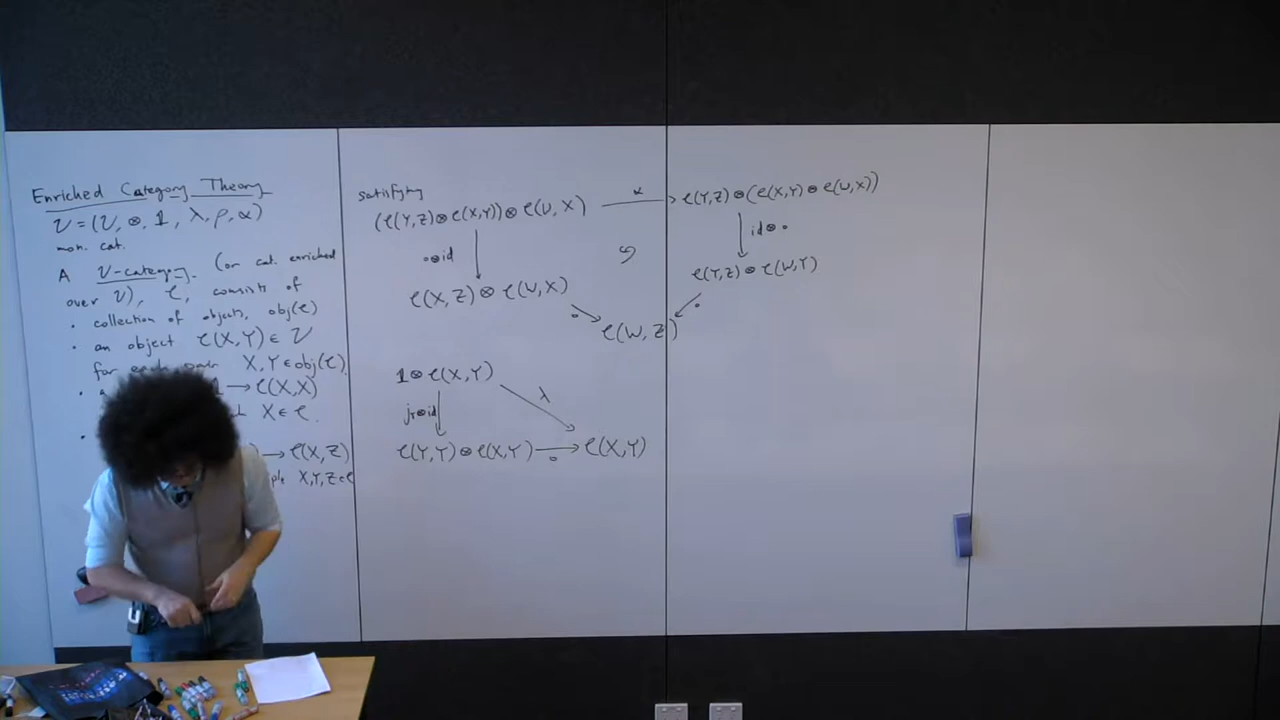 Enriched Category Theory
𝒱 = (𝒱, ⊗, 𝟙, λ, ρ, α)
mon. cat.
A 𝒱-category. (or cat. enriched
over 𝒱), 𝒞, consists of
· collection of objects, obj(𝒞)
· an object 𝒞(X,Y) ∈ 𝒱
for each pair X,Y ∈ obj(𝒞)
→ 𝒞(X,X)
X ∈ 𝒞.
→ 𝒞(X,Z)
X,Y,Z ∈ 𝒞
satisfying
(𝒞(Y,Z) ⊗ 𝒞(X,Y)) ⊗ 𝒞(W,X) —α→ 𝒞(Y,Z) ⊗ (𝒞(X,Y) ⊗ 𝒞(W,X))
∘⊗id ↓ ↓ id⊗∘
𝒞(X,Z) ⊗ 𝒞(W,X) 𝒞(Y,Z) ⊗ 𝒞(W,Y)
∘ ↘ ↙ ∘
𝒞(W,Z)
𝟙 ⊗ 𝒞(X,Y)
j_Y⊗id ↓ ↘ λ
𝒞(Y,Y) ⊗ 𝒞(X,Y) —∘→ 𝒞(X,Y)